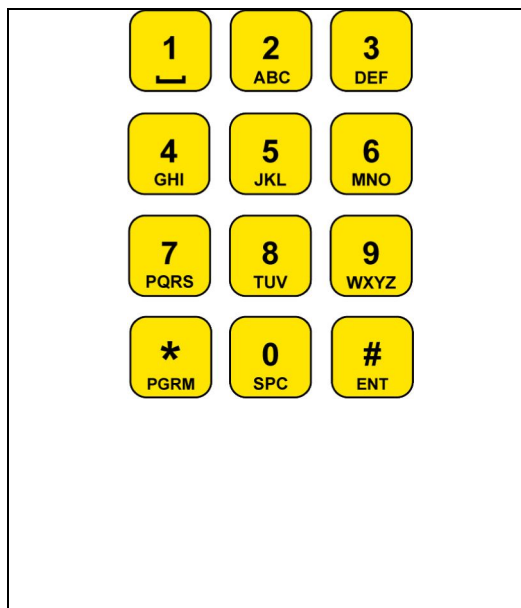 1 2 3
ABC DEF
4 5 6
GHI JKL MNO
7 8 9
PQRS TUV WXYZ
* 0 #
PGRM SPC ENT